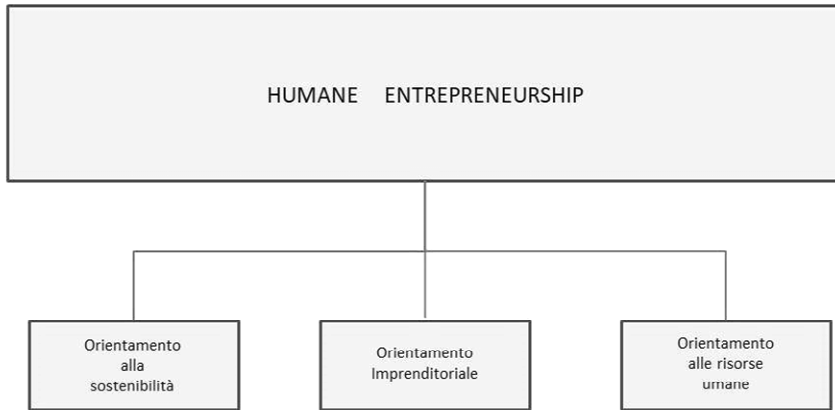 HUMANE ENTREPRENEURSHIP
Orientamento
alla
sostenibilità
Orientamento
Imprenditoriale
Orientamento
alle risorse
umane